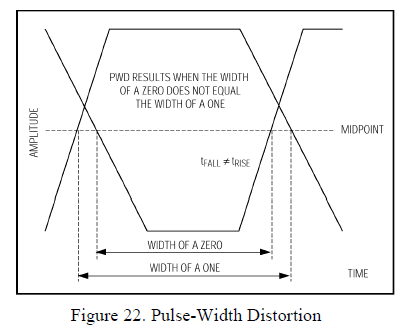 PWD RESULTS WHEN THE WIDTH
OF A ZERO DOES NOT EQUAL
THE WIDTH OF A ONE
AMPLITUDE
MIDPOINT
tFALL ≠ tRISE
WIDTH OF A ZERO
WIDTH OF A ONE
TIME
Figure 22. Pulse-Width Distortion